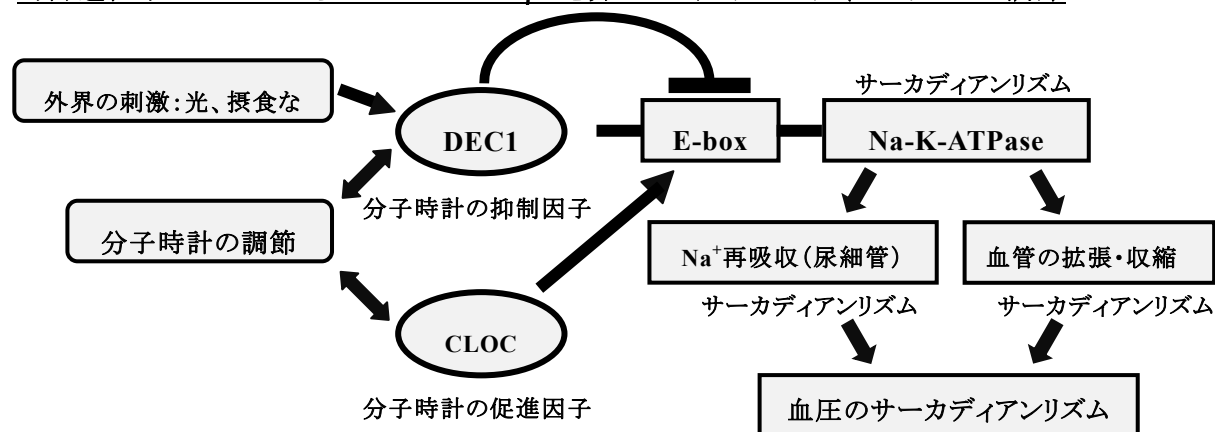 外界の刺激：光、摂食な
DEC1
分子時計の抑制因子
分子時計の調節
CLOC
分子時計の促進因子
E-box
サーカディアンリズム
Na-K-ATPase
Na⁺再吸収（尿細管）
サーカディアンリズム
血管の拡張・収縮
サーカディアンリズム
血圧のサーカディアンリズム